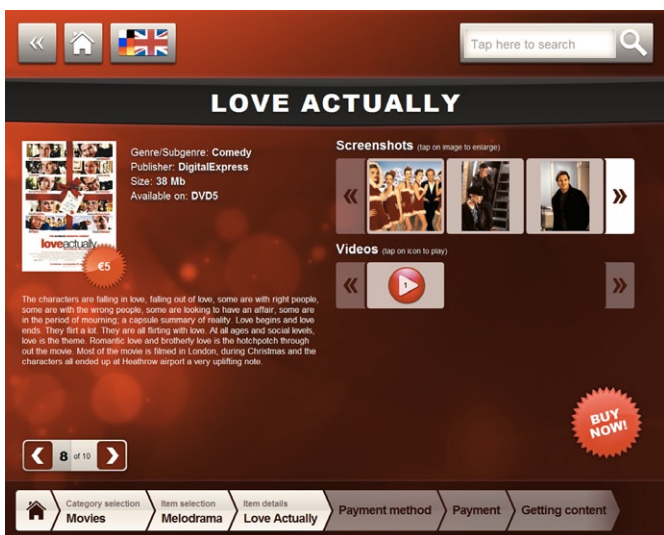 Tap here to search
LOVE ACTUALLY
loveactually
€5
Genre/Subgenre: Comedy
Publisher: DigitalExpress
Size: 38 Mb
Available on: DVD5
The characters are falling in love, falling out of love, some are with right people,
some are with the wrong people, some are looking to have an affair, some are
in the period of mourning; a capsule summary of reality. Love begins and love
ends. They flirt a lot. They are all flirting with love. At all ages and social levels,
love is the theme. Romantic love and brotherly love is the hotchpotch through
out the movie. Most of the movie is filmed in London, during Christmas and the
characters all ended up at Heathrow airport a very uplifting note.
Screenshots (tap on image to enlarge)
Videos (tap on icon to play)
1
BUY
NOW!
8 of 10
Category selection
Movies
Item selection
Melodrama
Item details
Love Actually
Payment method
Payment
Getting content